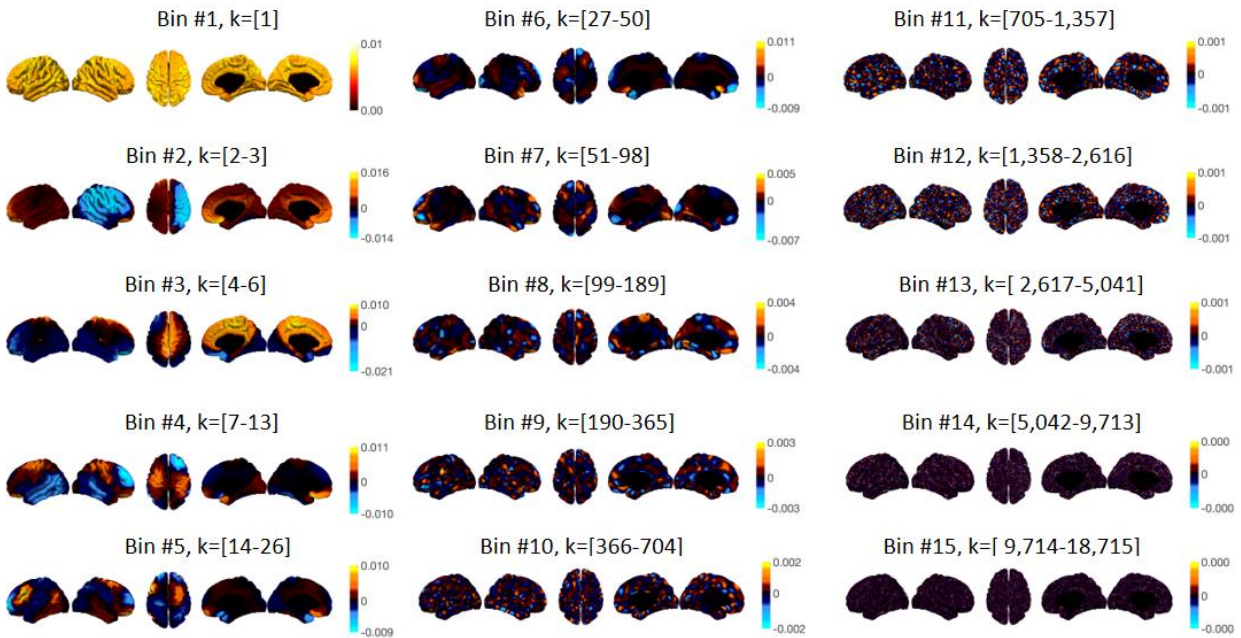 Bin #1, k=[1]
0.01
0.00
Bin #2, k=[2-3]
0.016
0
-0.014
Bin #3, k=[4-6]
0.010
0
-0.021
Bin #4, k=[7-13]
0.011
0
-0.010
Bin #5, k=[14-26]
0.010
0
-0.009
Bin #6, k=[27-50]
0.011
0
-0.009
Bin #7, k=[51-98]
0.005
0
-0.007
Bin #8, k=[99-189]
0.004
0
-0.004
Bin #9, k=[190-365]
0.003
0
-0.003
Bin #10, k=[366-704]
0.002
0
-0.002
Bin #11, k=[705-1,357]
0.001
0
-0.001
Bin #12, k=[1,358-2,616]
0.001
0
-0.001
Bin #13, k=[ 2,617-5,041]
0.001
0
-0.001
Bin #14, k=[5,042-9,713]
0.000
0
-0.000
Bin #15, k=[ 9,714-18,715]
0.000
0
-0.000